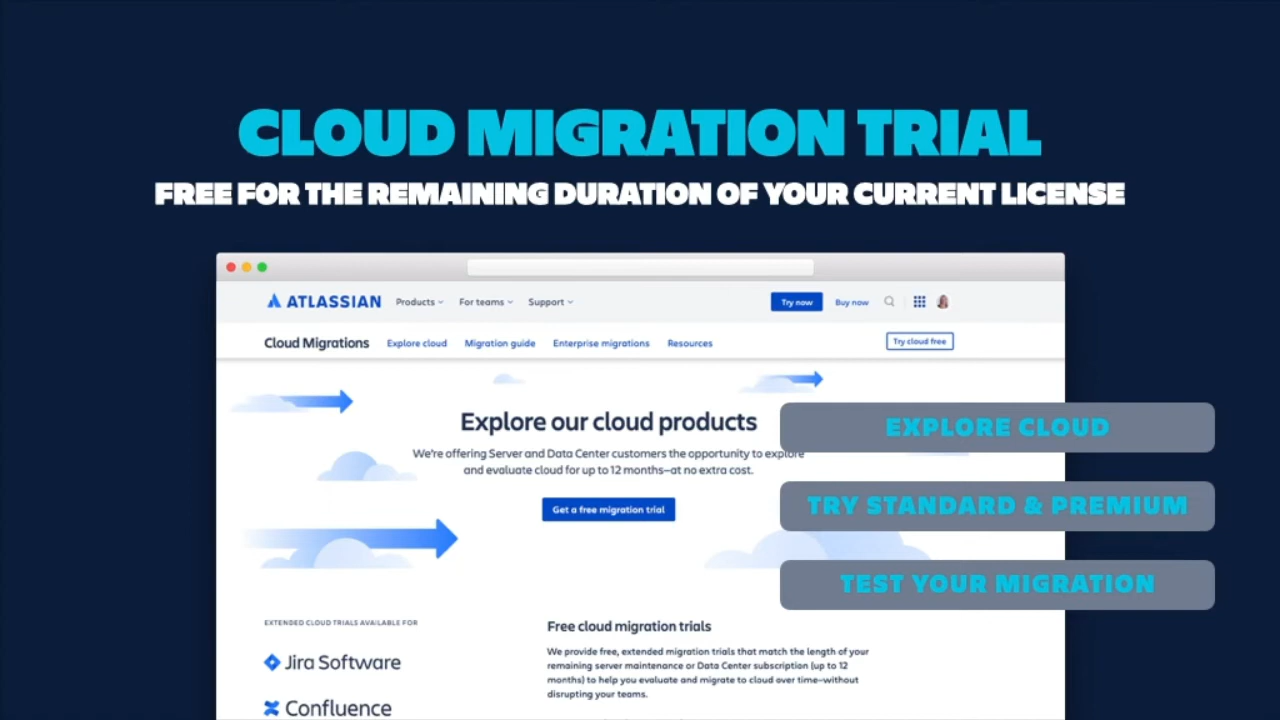 CLOUD MIGRATION TRIAL
FREE FOR THE REMAINING DURATION OF YOUR CURRENT LICENSE
ATLASSIAN Products For teams Support Try now Buy now
Cloud Migrations Explore cloud Migration guide Enterprise migrations Resources Try cloud free
Explore our cloud products
We're offering Server and Data Center customers the opportunity to explore
and evaluate cloud for up to 12 months—at no extra cost.
Get a free migration trial
EXPLORE CLOUD
TRY STANDARD & PREMIUM
TEST YOUR MIGRATION
EXTENDED CLOUD TRIALS AVAILABLE FOR
Jira Software
Confluence
Free cloud migration trials
We provide free, extended migration trials that match the length of your
remaining server maintenance or Data Center subscription (up to 12
months) to help you evaluate and migrate to cloud over time—without
disrupting your teams.